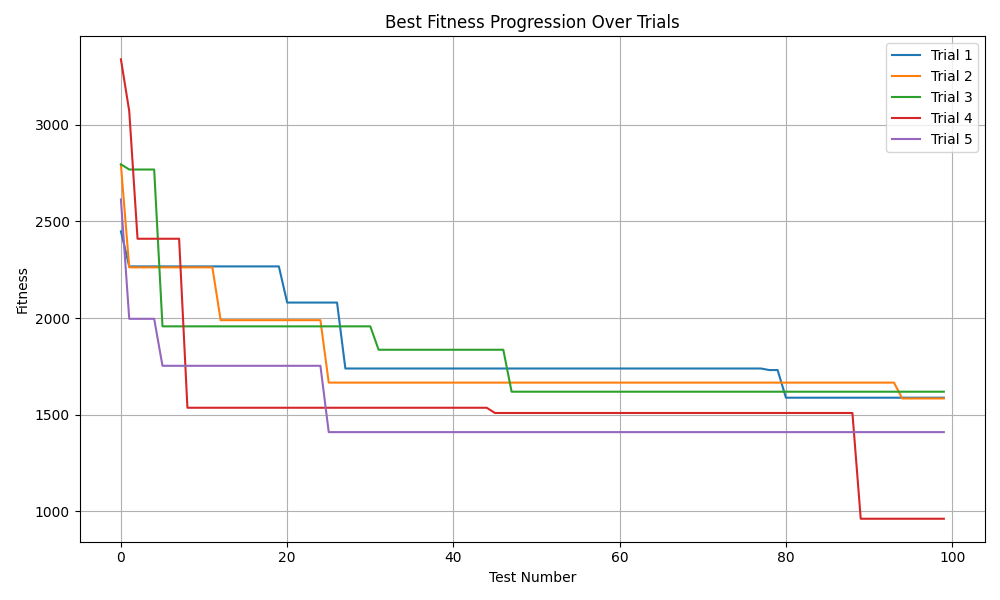 Best Fitness Progression Over Trials
Trial 1
Trial 2
Trial 3
Trial 4
Trial 5
Fitness
3000
2500
2000
1500
1000
0 20 40 60 80 100
Test Number